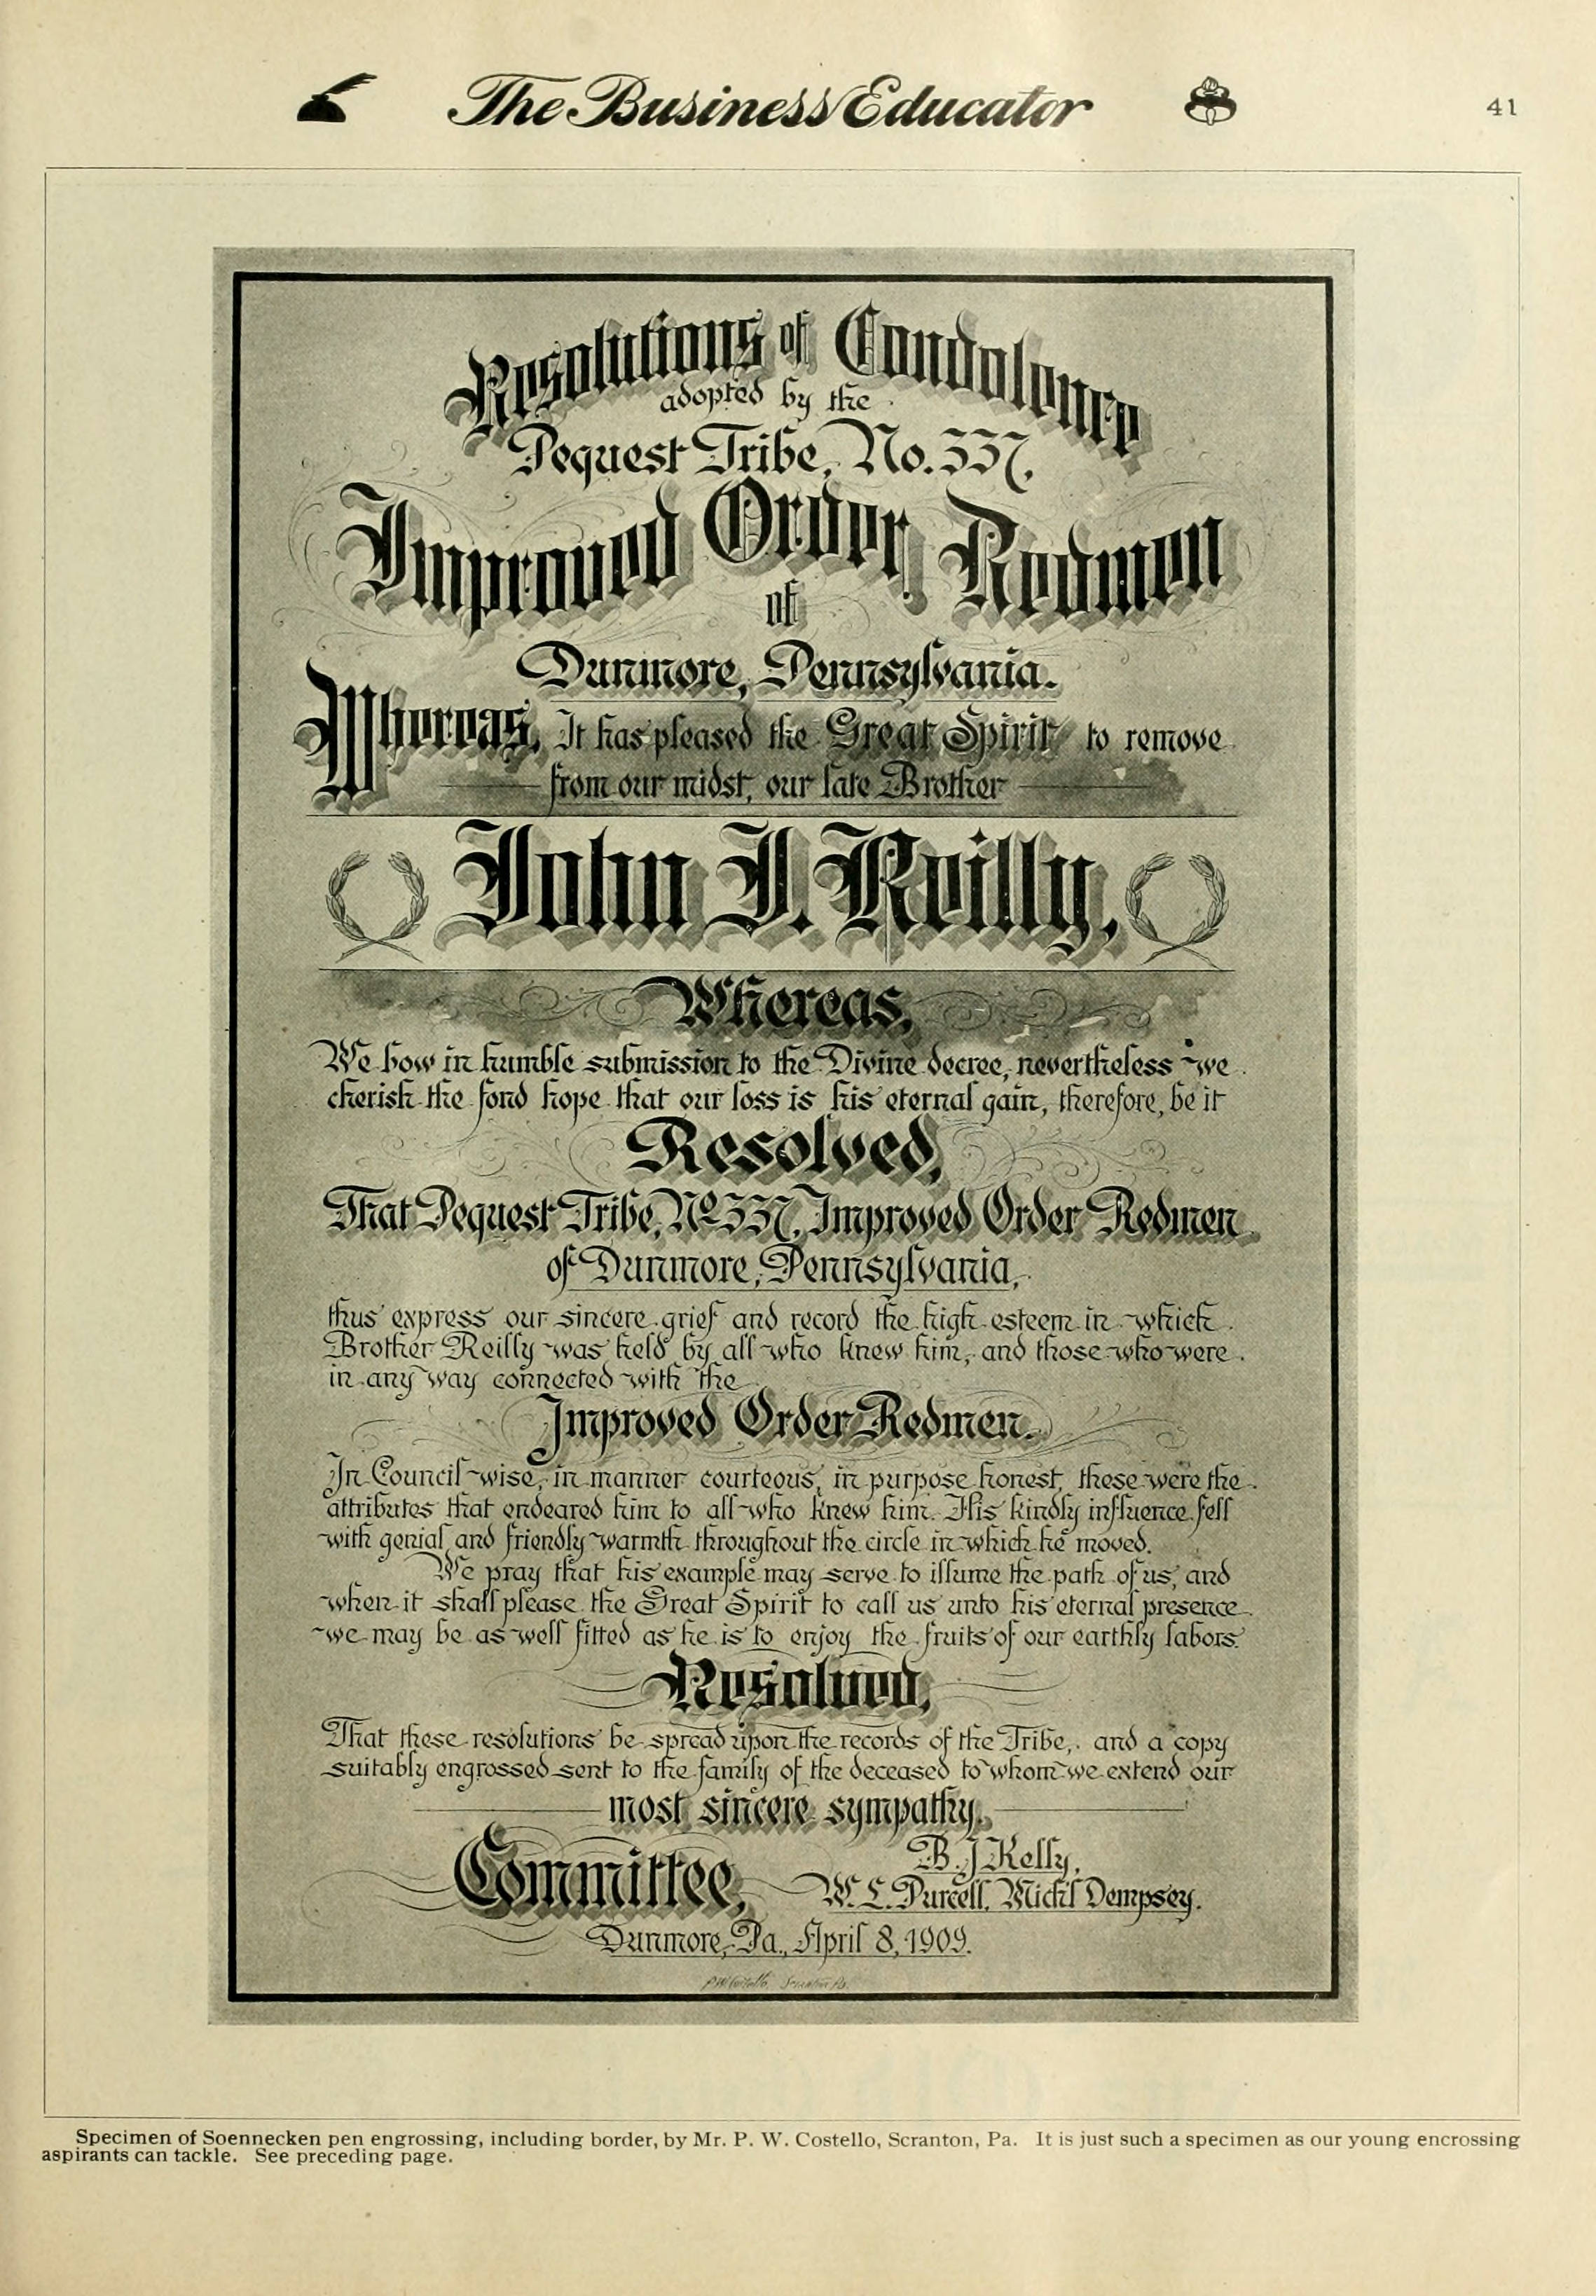 The Business Educator
41
Resolutions of Condolence
adopted by the
Pequest Tribe, No. 337,
Improved Order of Redmen
Dunmore, Pennsylvania.
Whereas, It has pleased the Great Spirit to remove
from our midst, our late Brother
John J. Reilly,
Whereas,
We bow in humble submission to the Divine decree, nevertheless we
cherish the fond hope that our loss is his eternal gain, therefore, be it
Resolved,
That Pequest Tribe, No. 337, Improved Order Redmen
of Dunmore, Pennsylvania,
thus express our sincere grief and record the high esteem in which
Brother Reilly was held by all who knew him, and those who were
in any way connected with the
Improved Order Redmen.
In Council wise, in manner courteous, in purpose honest, these were the
attributes that endeared him to all who knew him. His kindly influence fell
with genial and friendly warmth throughout the circle in which he moved.
We pray that his example may serve to illume the path of us, and
when it shall please the Great Spirit to call us unto his eternal presence
we may be as well fitted as he is to enjoy the fruits of our earthly labors.
Resolved,
That these resolutions be spread upon the records of the Tribe, and a copy
suitably engrossed sent to the family of the deceased to whom we extend our
most sincere sympathy.
Committee,
B. J. Kelly,
W. L. Purcell, Mich'l Dempsey.
Dunmore, Pa., April 8, 1909.
P W Costello Scranton Pa.
Specimen of Soennecken pen engrossing, including border, by Mr. P. W. Costello, Scranton, Pa. It is just such a specimen as our young encrossing
aspirants can tackle. See preceding page.